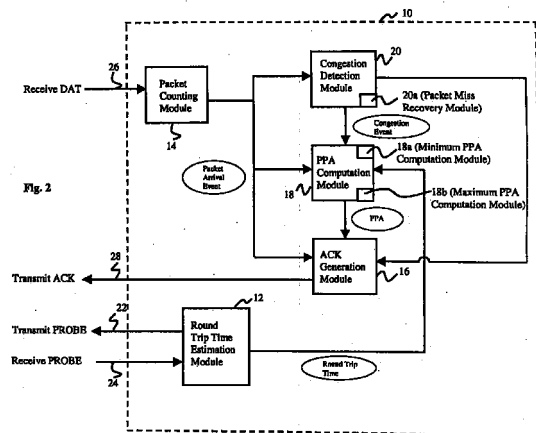 10
20
26
Receive DAT
Packet
Counting
Module
14
Congestion
Detection
Module
20a (Packet Miss
Recovery Module)
Congestion
Event
18a (Minimum PPA
Computation Module)
PPA
Computation
Module
18
Packet
Arrival
Event
18b (Maximum PPA
Computation Module)
Fig. 2
PPA
28
Transmit ACK
ACK
Generation
Module
16
12
22
Transmit PROBE
Round
Trip Time
Estimation
Module
Receive PROBE
24
Round Trip
Time